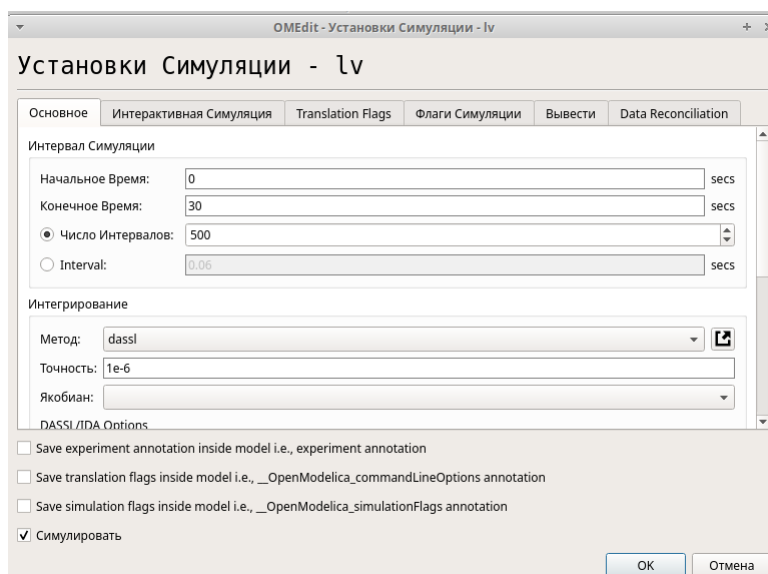 OMEdit - Установки Симуляции - lv
Установки Симуляции - lv
Основное Интерактивная Симуляция Translation Flags Флаги Симуляции Вывести Data Reconciliation
Интервал Симуляции
Начальное Время: 0 secs
Конечное Время: 30 secs
Число Интервалов: 500
Interval: 0.06 secs
Интегрирование
Метод: dassl
Точность: 1e-6
Якобиан:
DASSL/IDA Options
Save experiment annotation inside model i.e., experiment annotation
Save translation flags inside model i.e., __OpenModelica_commandLineOptions annotation
Save simulation flags inside model i.e., __OpenModelica_simulationFlags annotation
Симулировать
OK Отмена